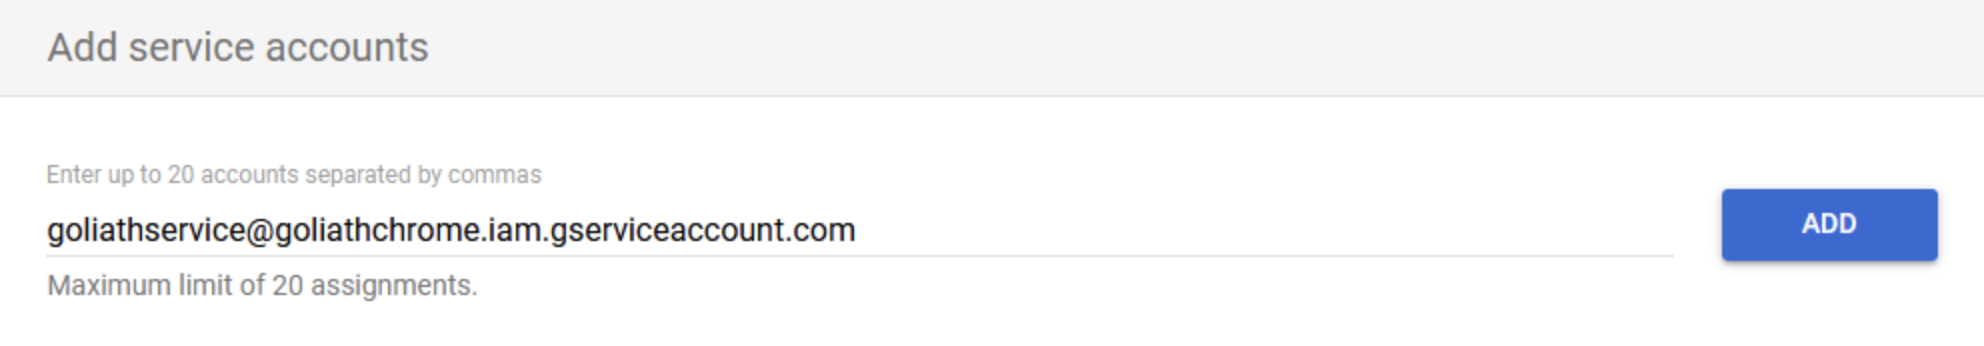 Add service accounts
Enter up to 20 accounts separated by commas
goliathservice@goliathchrome.iam.gserviceaccount.com
ADD
Maximum limit of 20 assignments.